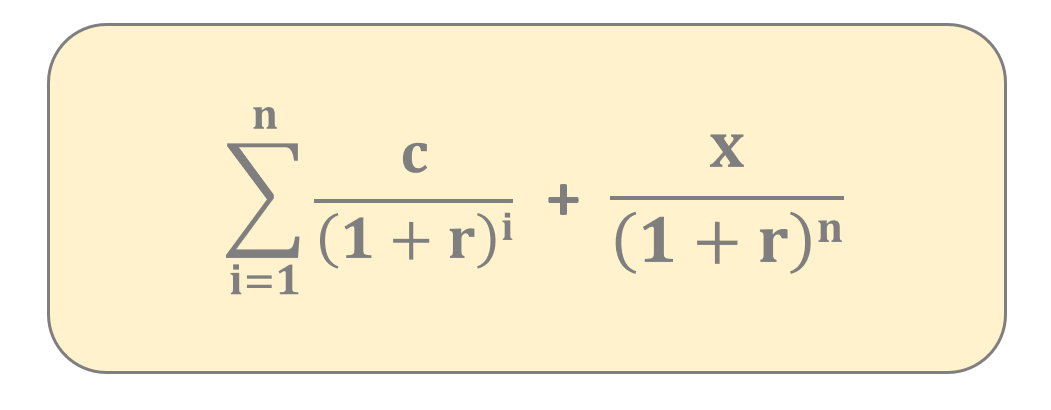 n
∑ c/(1 + r)^i + x/(1 + r)^n
i=1